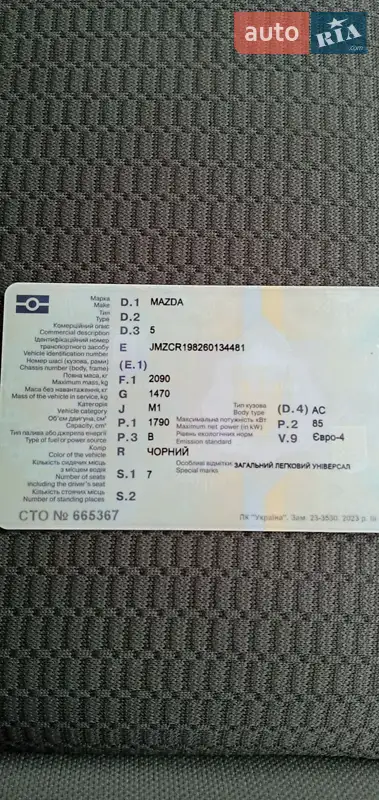 auto RIA .com
Марка D.1 MAZDA
Make
Тип D.2
Type
Комерційний опис D.3 5
Commercial description
Ідентифікаційний номер
транспортного засобу E JMZCR198260134481
Vehicle identification number
Номер шасі (кузова, рами) (E.1)
Chassis number (body, frame)
Повна маса, кг F.1 2090
Maximum mass, kg
Маса без навантаження, кг G 1470
Mass of the vehicle in service, kg
Категорія J M1 Тип кузова (D.4) AC
Vehicle category Body type
Об'єм двигуна, см³ P.1 1790 Максимальна потужність кВт P.2 85
Capacity, cm³ Maximum net power (in kW)
Тип палива або джерело енергії P.3 B Рівень екологічних норм V.9 Євро-4
Type of fuel or power source Emission standard
Колір R ЧОРНИЙ
Color of the vehicle
Кількість сидячих місць Особливі відмітки ЗАГАЛЬНИЙ ЛЕГКОВИЙ УНІВЕРСАЛ
з місцем водія S.1 7 Special marks
Number of seats
including the driver's seat
Кількість стоячих місць S.2
Number of standing places
СТО № 665367 ПК "Україна". Зам. 23-3530. 2023 р.